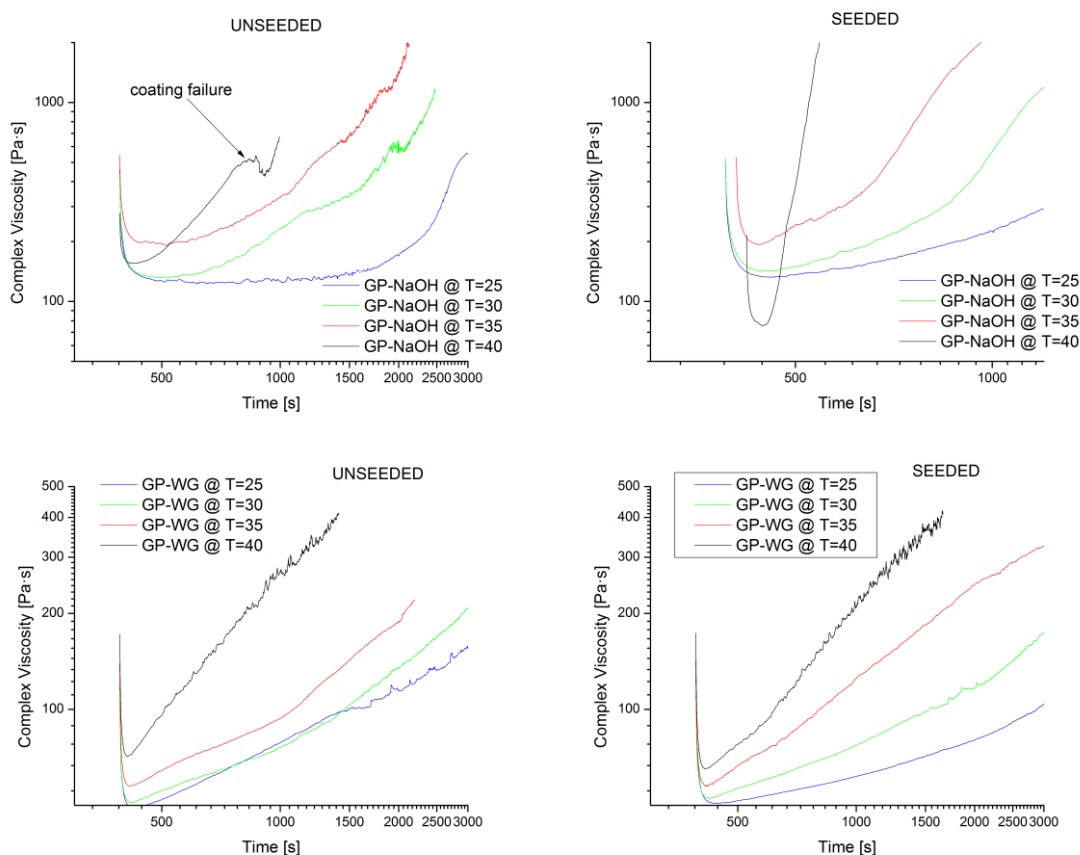 UNSEEDED
coating failure
Complex Viscosity [Pa·s]
1000
100
GP-NaOH @ T=25
GP-NaOH @ T=30
GP-NaOH @ T=35
GP-NaOH @ T=40
500 1000 1500 2000 2500 3000
Time [s]
SEEDED
Complex Viscosity [Pa·s]
1000
100
GP-NaOH @ T=25
GP-NaOH @ T=30
GP-NaOH @ T=35
GP-NaOH @ T=40
500 1000
Time [s]
UNSEEDED
GP-WG @ T=25
GP-WG @ T=30
GP-WG @ T=35
GP-WG @ T=40
Complex Viscosity [Pa·s]
500
400
300
200
100
500 1000 1500 2000 2500 3000
Time [s]
SEEDED
GP-WG @ T=25
GP-WG @ T=30
GP-WG @ T=35
GP-WG @ T=40
Complex Viscosity [Pa·s]
500
400
300
200
100
500 1000 1500 2000 2500 3000
Time [s]